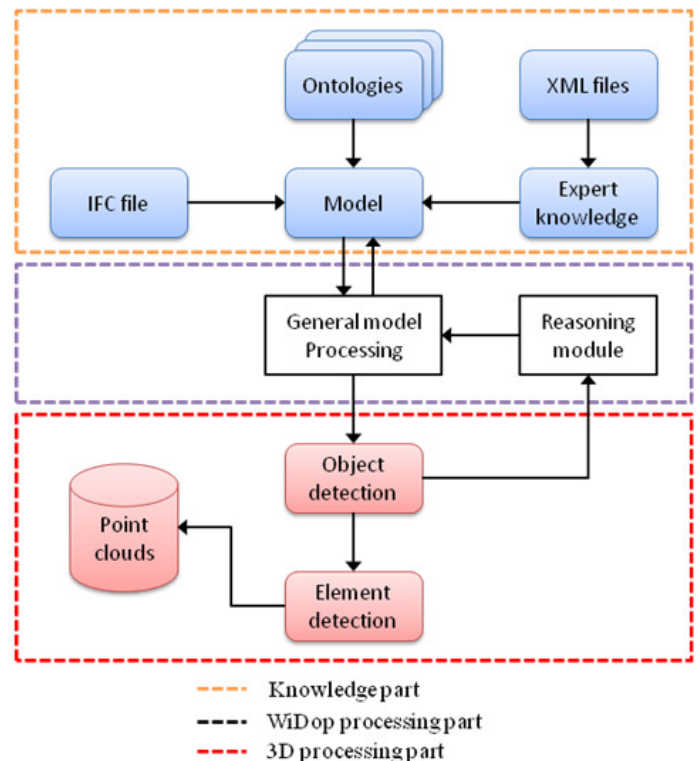 Ontologies
XML files
IFC file
Model
Expert
knowledge
General model
Processing
Reasoning
module
Object
detection
Point
clouds
Element
detection
Knowledge part
WiDop processing part
3D processing part